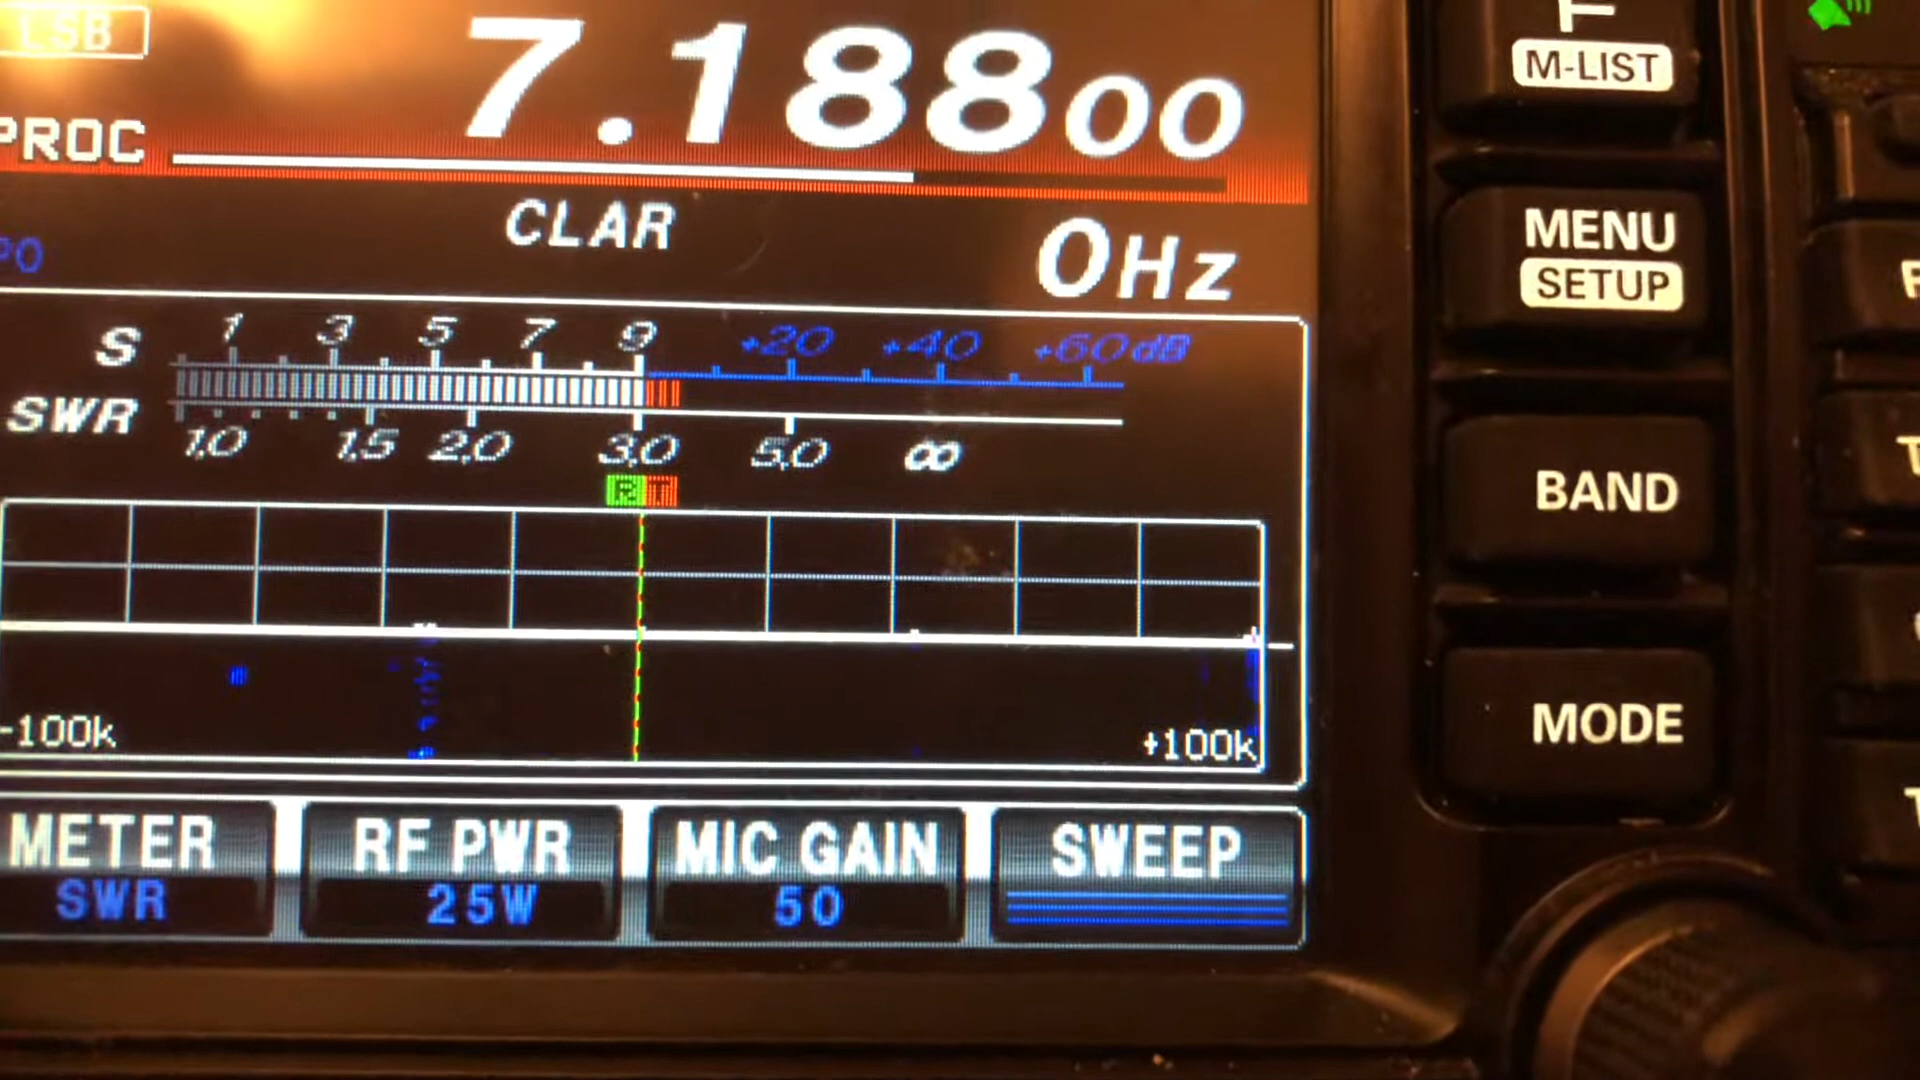 LSB
7.18800
PROC
CLAR
0Hz
PO
S 1 3 5 7 9 +20 +40 +60dB
SWR 1.0 1.5 2.0 3.0 5.0 ∞
R T
-100k +100k
METER RF PWR MIC GAIN SWEEP
SWR 25W 50
M-LIST
MENU
SETUP
BAND
MODE